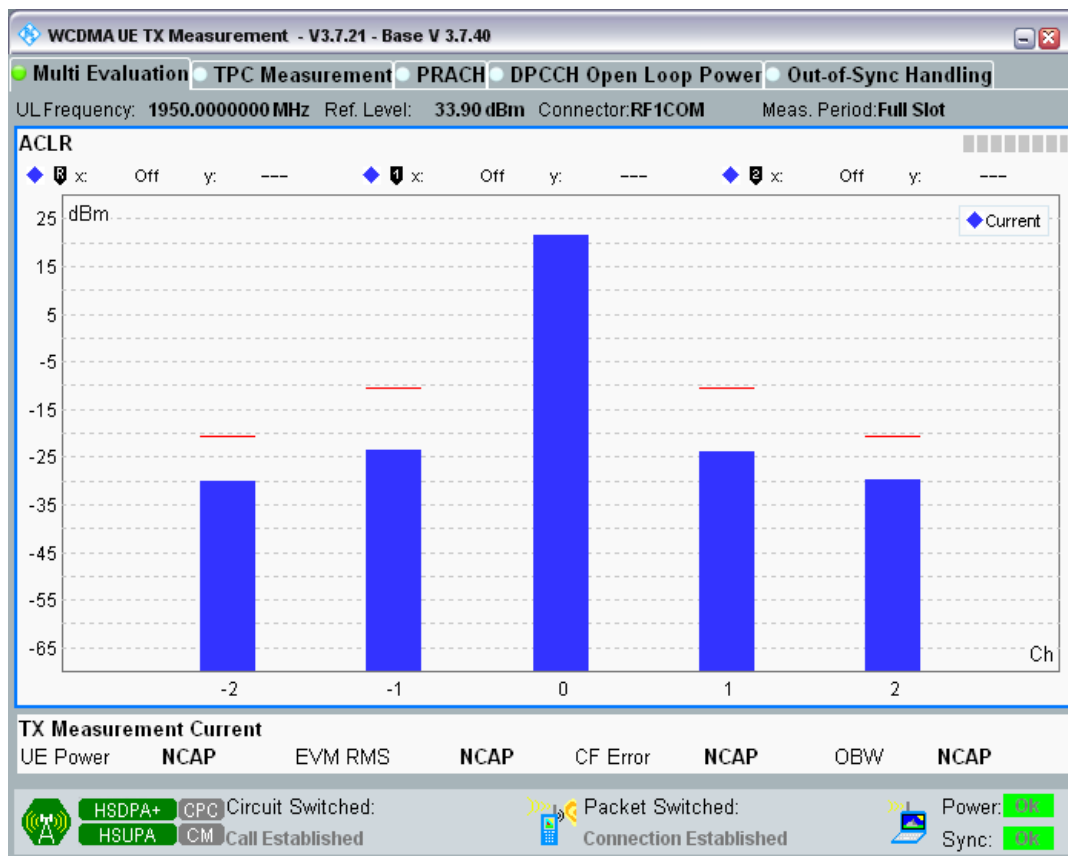 WCDMA UE TX Measurement - V3.7.21 - Base V 3.7.40
Multi Evaluation TPC Measurement PRACH DPCCH Open Loop Power Out-of-Sync Handling
UL Frequency: 1950.0000000 MHz Ref. Level: 33.90 dBm Connector:RF1COM Meas. Period:Full Slot
ACLR
R x: Off y: --- 1 x: Off y: --- 2 x: Off y: ---
dBm
Current
25
15
5
-5
-15
-25
-35
-45
-55
-65
Ch
-2 -1 0 1 2
TX Measurement Current
UE Power NCAP EVM RMS NCAP CF Error NCAP OBW NCAP
HSDPA+ CPC Circuit Switched: Packet Switched: Power: OK
HSUPA CM Call Established Connection Established Sync: OK